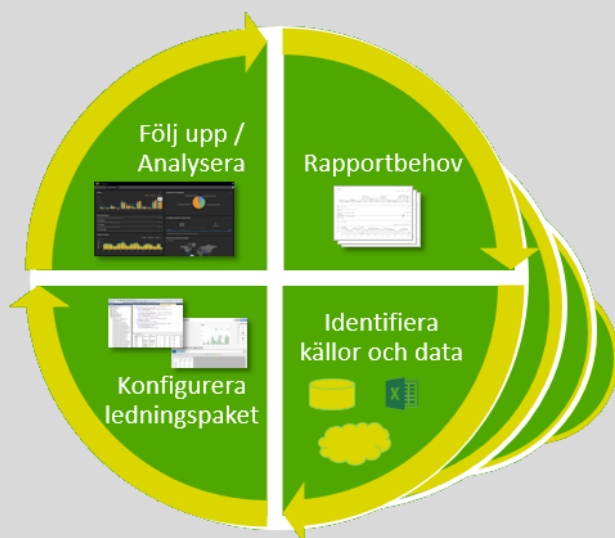 Följ upp /
Analysera
Rapportbehov
Identifiera
källor och data
Konfigurera
ledningspaket